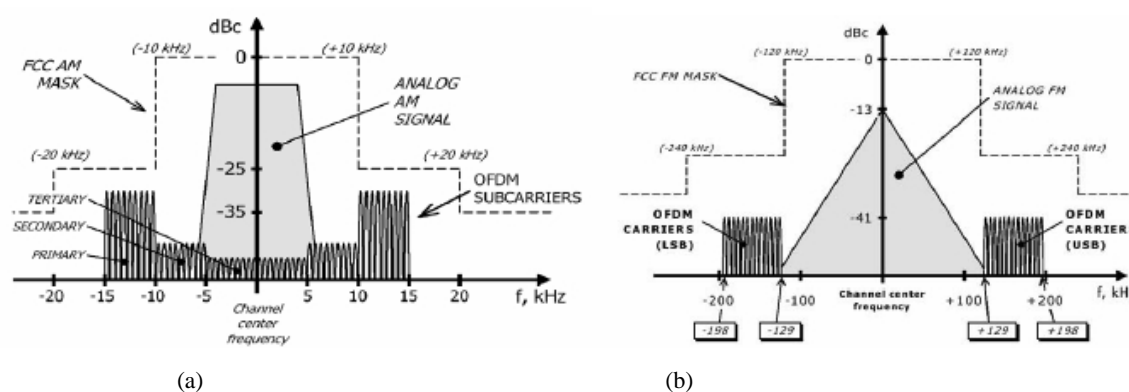 dBc
(-10 kHz)
(+10 kHz)
0
FCC AM
MASK
ANALOG
AM
SIGNAL
(-20 kHz)
(+20 kHz)
-25
TERTIARY
-35
OFDM
SUBCARRIERS
SECONDARY
PRIMARY
-20
-15
-10
-5
5
10
15
20
f, kHz
Channel
center
frequency
(a)
dBc
(-120 kHz)
(+120 kHz)
0
FCC FM MASK
ANALOG FM
SIGNAL
-13
(-240 kHz)
(+240 kHz)
OFDM
CARRIERS
(LSB)
-41
OFDM
CARRIER
(USB)
-200
-100
Channel center
frequency
+100
+200
f, kH
-198
-129
+129
+198
(b)